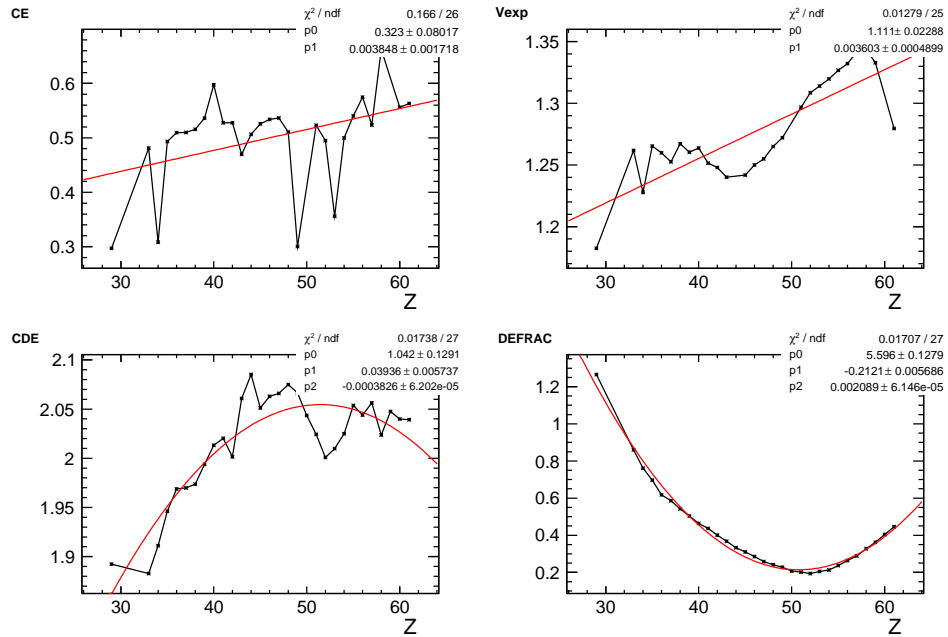 CE
χ² / ndf 0.166 / 26
p0 0.323 ± 0.08017
p1 0.003848 ± 0.001718
0.6
0.5
0.4
0.3
30 40 50 60
Z
Vexp
χ² / ndf 0.01279 / 25
p0 1.111± 0.02288
p1 0.003603 ± 0.0004899
1.35
1.3
1.25
1.2
30 40 50 60
Z
CDE
χ² / ndf 0.01738 / 27
p0 1.042 ± 0.1291
p1 0.03936 ± 0.005737
p2 -0.0003826 ± 6.202e-05
2.1
2.05
2
1.95
1.9
30 40 50 60
Z
DEFRAC
χ² / ndf 0.01707 / 27
p0 5.596 ± 0.1279
p1 -0.2121 ± 0.005686
p2 0.002089 ± 6.146e-05
1.2
1
0.8
0.6
0.4
0.2
30 40 50 60
Z